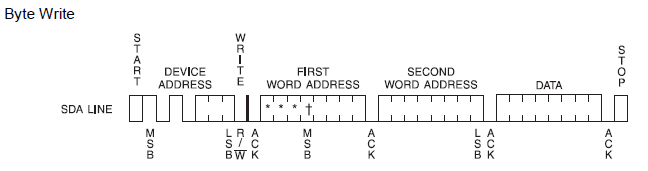 Byte Write
START
WRITE
STOP
DEVICE
ADDRESS
FIRST
WORD ADDRESS
SECOND
WORD ADDRESS
DATA
SDA LINE
* * * †
MSB
LSB
R/W
ACK
MSB
ACK
LSB
ACK
ACK